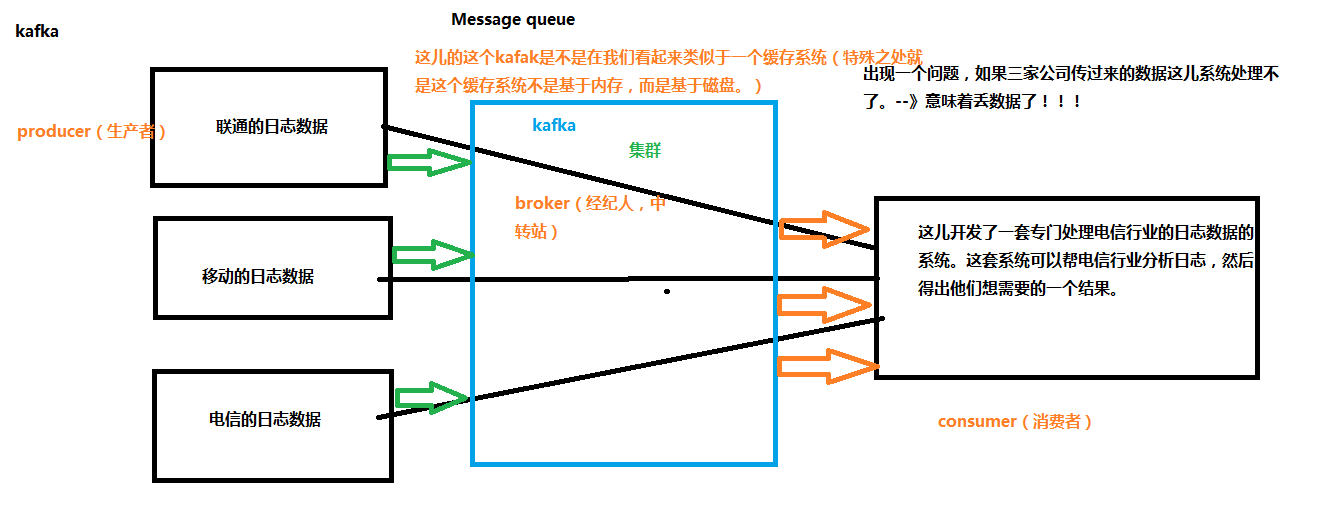 Message queue
kafka
这儿的这个kafak是不是在我们看起来类似于一个缓存系统（特殊之处就
是这个缓存系统不是基于内存，而是基于磁盘。）
出现一个问题，如果三家公司传过来的数据这儿系统处理不
了。--》意味着丢数据了！！！
producer（生产者）
联通的日志数据
kafka
集群
broker（经纪人，中
转站）
移动的日志数据
电信的日志数据
这儿开发了一套专门处理电信行业的日志数据的
系统。这套系统可以帮电信行业分析日志，然后
得出他们想需要的一个结果。
consumer（消费者）